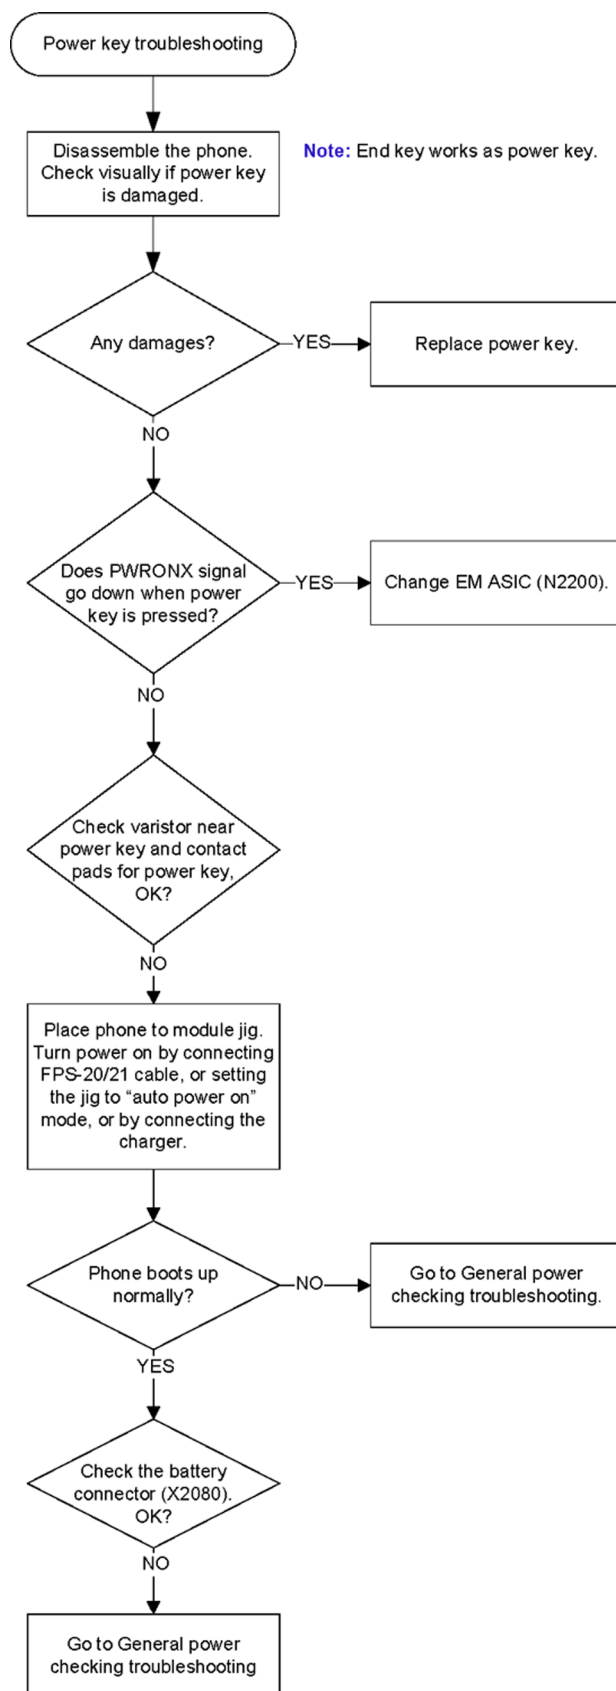 Power key troubleshooting
Disassemble the phone.
Check visually if power key
is damaged.
Note: End key works as power key.
Any damages?
YES
Replace power key.
NO
Does PWRONX signal
go down when power
key is pressed?
YES
Change EM ASIC (N2200).
NO
Check varistor near
power key and contact
pads for power key,
OK?
NO
Place phone to module jig.
Turn power on by connecting
FPS-20/21 cable, or setting
the jig to “auto power on”
mode, or by connecting the
charger.
Phone boots up
normally?
NO
Go to General power
checking troubleshooting.
YES
Check the battery
connector (X2080).
OK?
NO
Go to General power
checking troubleshooting